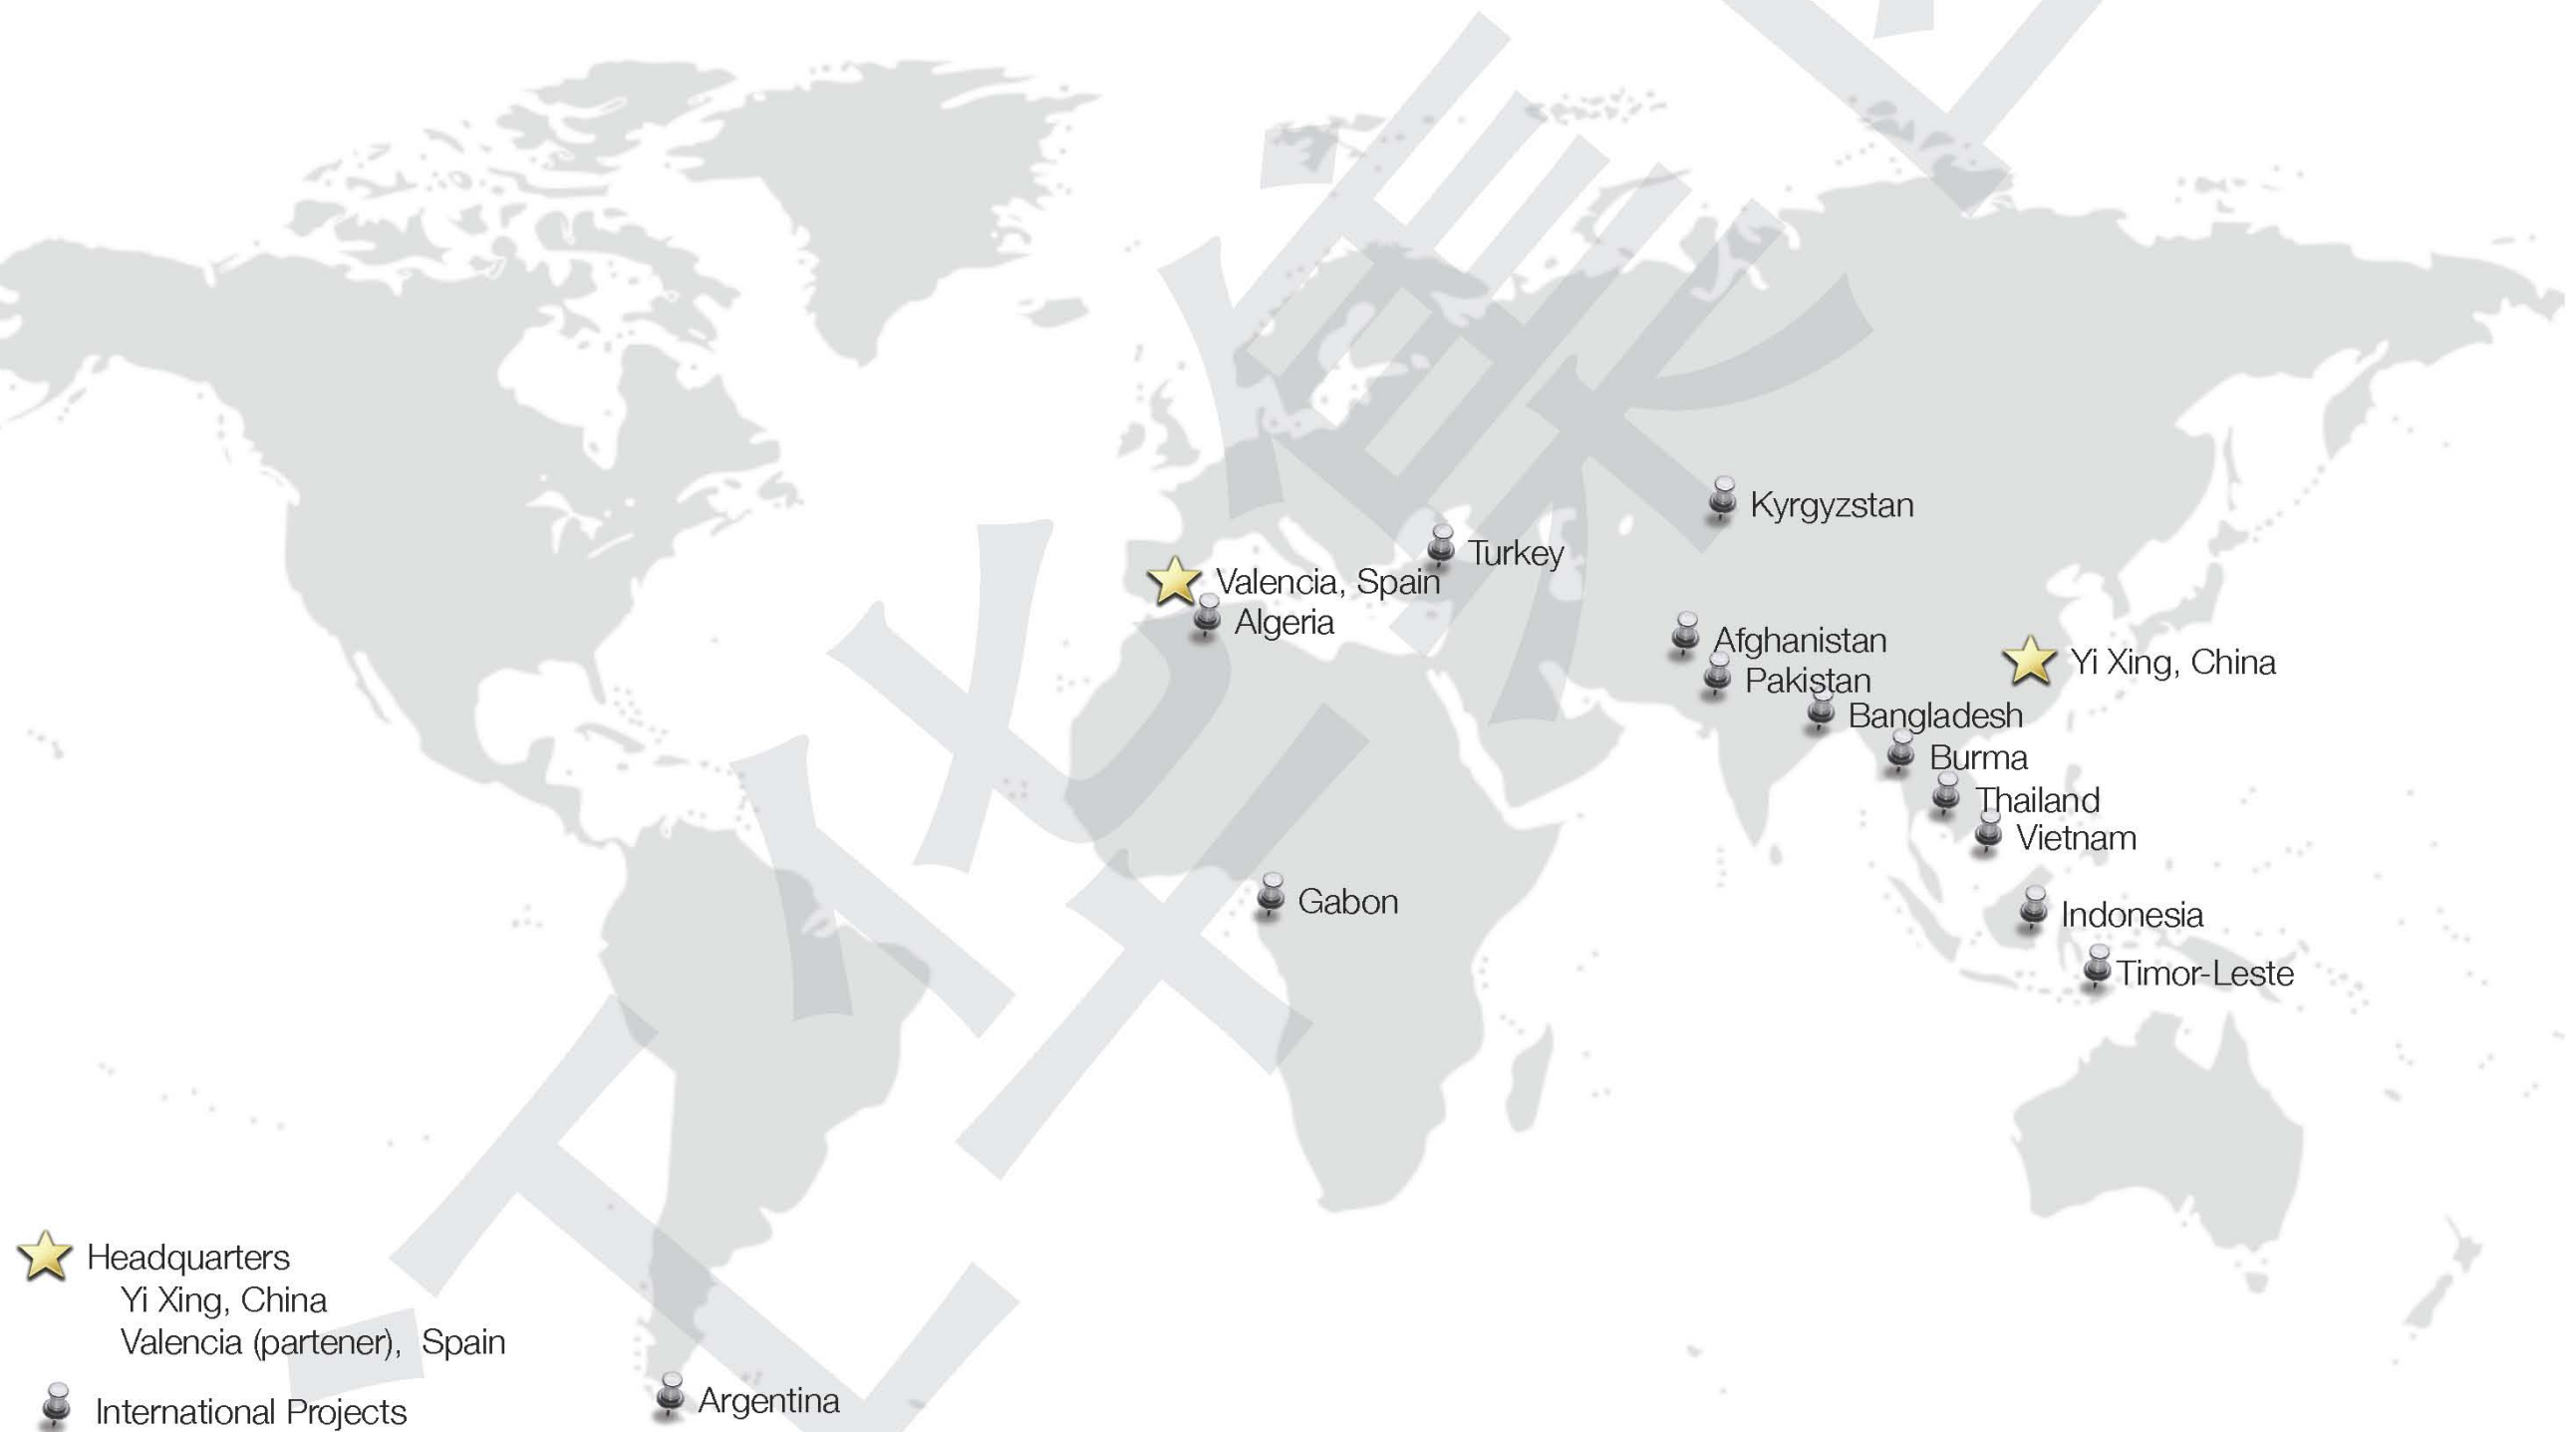 Kyrgyzstan
Turkey
Valencia, Spain
Algeria
Afghanistan
Yi Xing, China
Pakistan
Bangladesh
Burma
Thailand
Vietnam
Gabon
Indonesia
Timor-Leste
Headquarters
Yi Xing, China
Valencia (partener), Spain
International Projects
Argentina